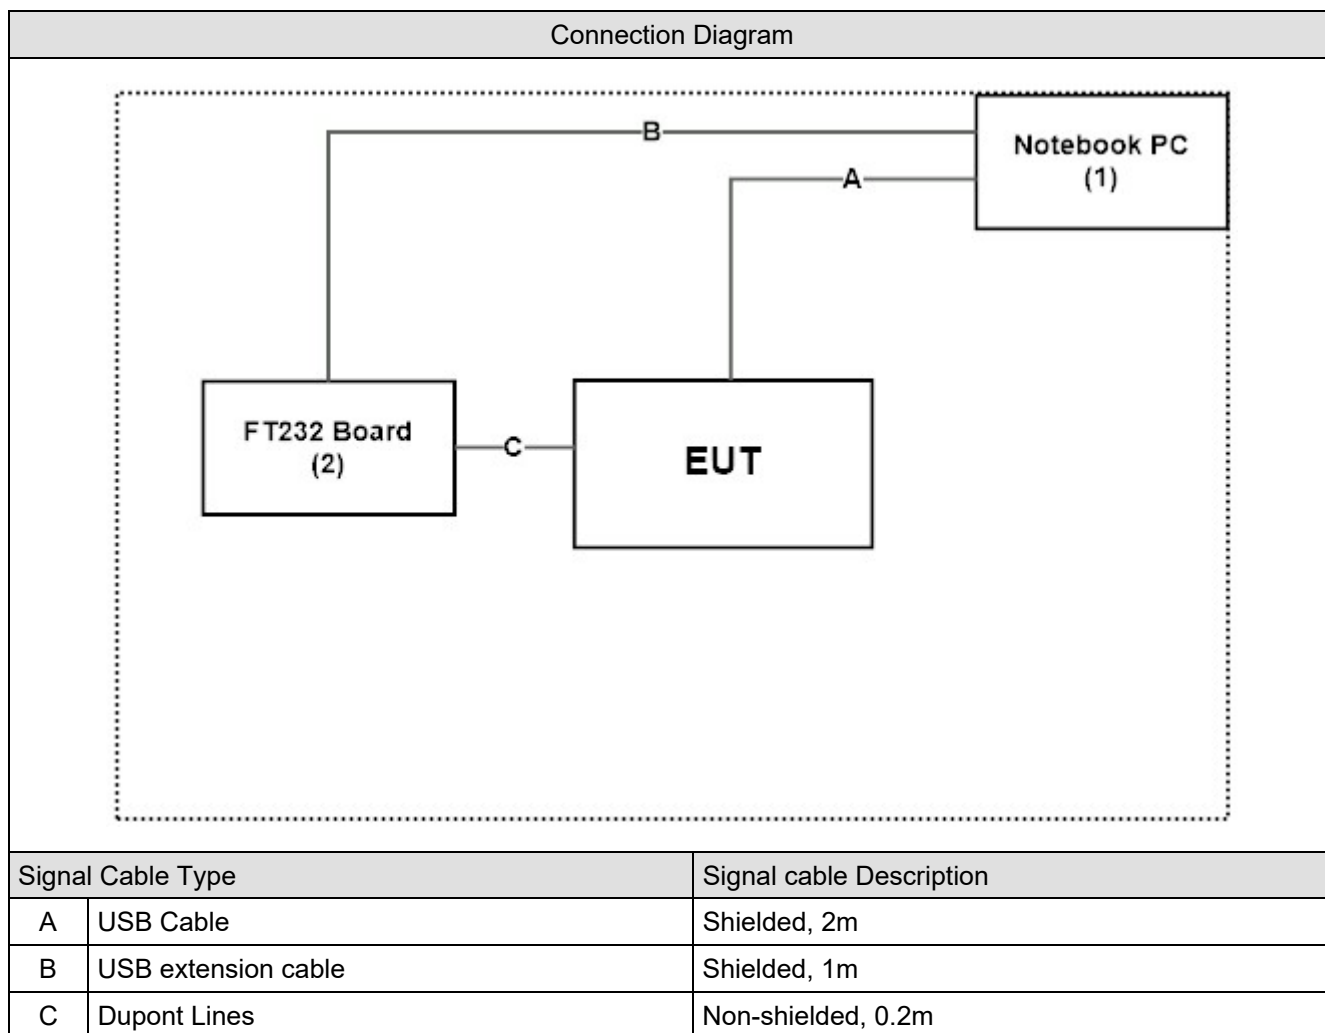 Connection Diagram
B
Notebook PC
(1)
A
FT232 Board
(2)
C
EUT
Signal Cable Type Signal cable Description
A USB Cable Shielded, 2m
B USB extension cable Shielded, 1m
C Dupont Lines Non-shielded, 0.2m